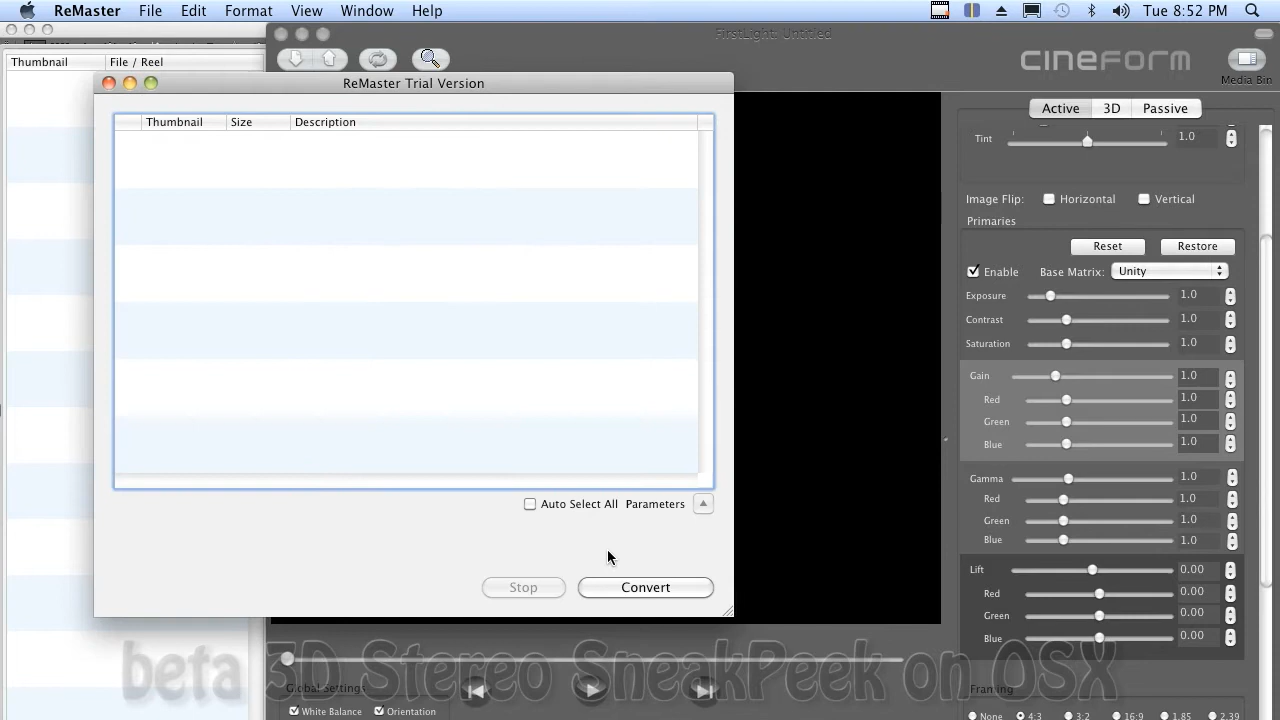 ReMaster File Edit Format View Window Help Tue 8:52 PM
FirstLight: Untitled
CINEFORM
Media Bin
Thumbnail File / Reel
ReMaster Trial Version
Thumbnail Size Description
Auto Select All Parameters
Stop Convert
Active 3D Passive
Tint 1.0
Image Flip: Horizontal Vertical
Primaries
Reset Restore
Enable Base Matrix: Unity
Exposure 1.0
Contrast 1.0
Saturation 1.0
Gain 1.0
Red 1.0
Green 1.0
Blue 1.0
Gamma 1.0
Red 1.0
Green 1.0
Blue 1.0
Lift 0.00
Red 0.00
Green 0.00
Blue 0.00
beta 3D Stereo SneakPeek on OSX
Global Settings
White Balance Orientation
Framing
None 4:3 3:2 16:9 1.85 2.39